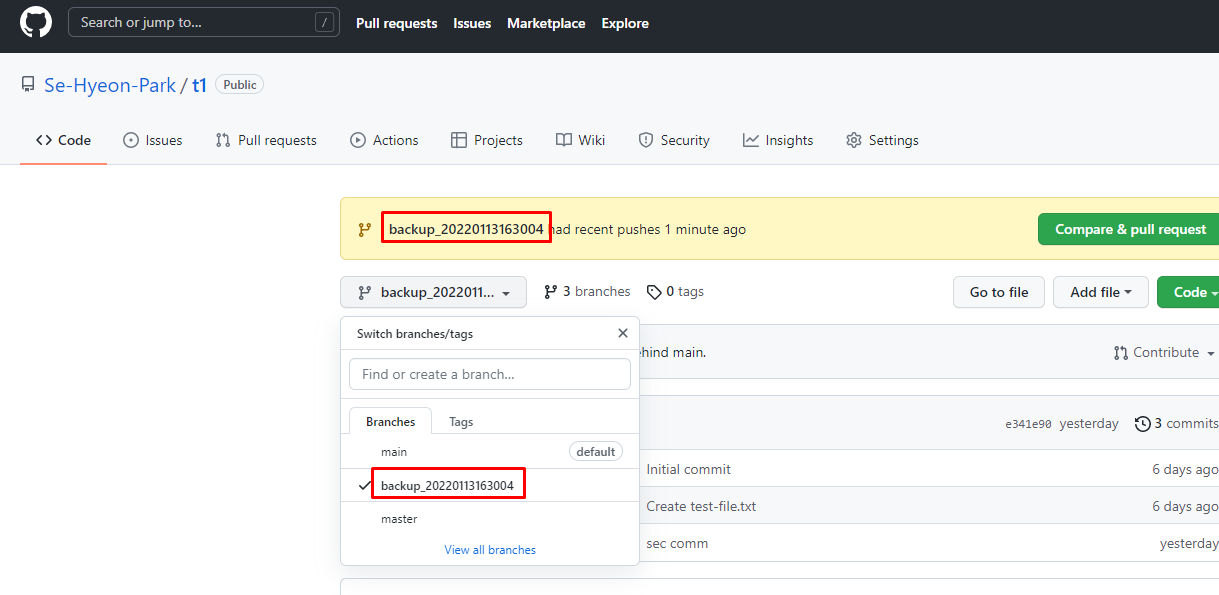 Search or jump to... / Pull requests Issues Marketplace Explore
Se-Hyeon-Park / t1 Public
Code Issues Pull requests Actions Projects Wiki Security Insights Settings
backup_20220113163004 had recent pushes 1 minute ago Compare & pull request
backup_2022011... 3 branches 0 tags Go to file Add file Code
Switch branches/tags
hind main. Contribute
Find or create a branch...
Branches Tags
e341e90 yesterday 3 commits
main default
Initial commit 6 days ago
backup_20220113163004
Create test-file.txt 6 days ago
master
sec comm yesterday
View all branches